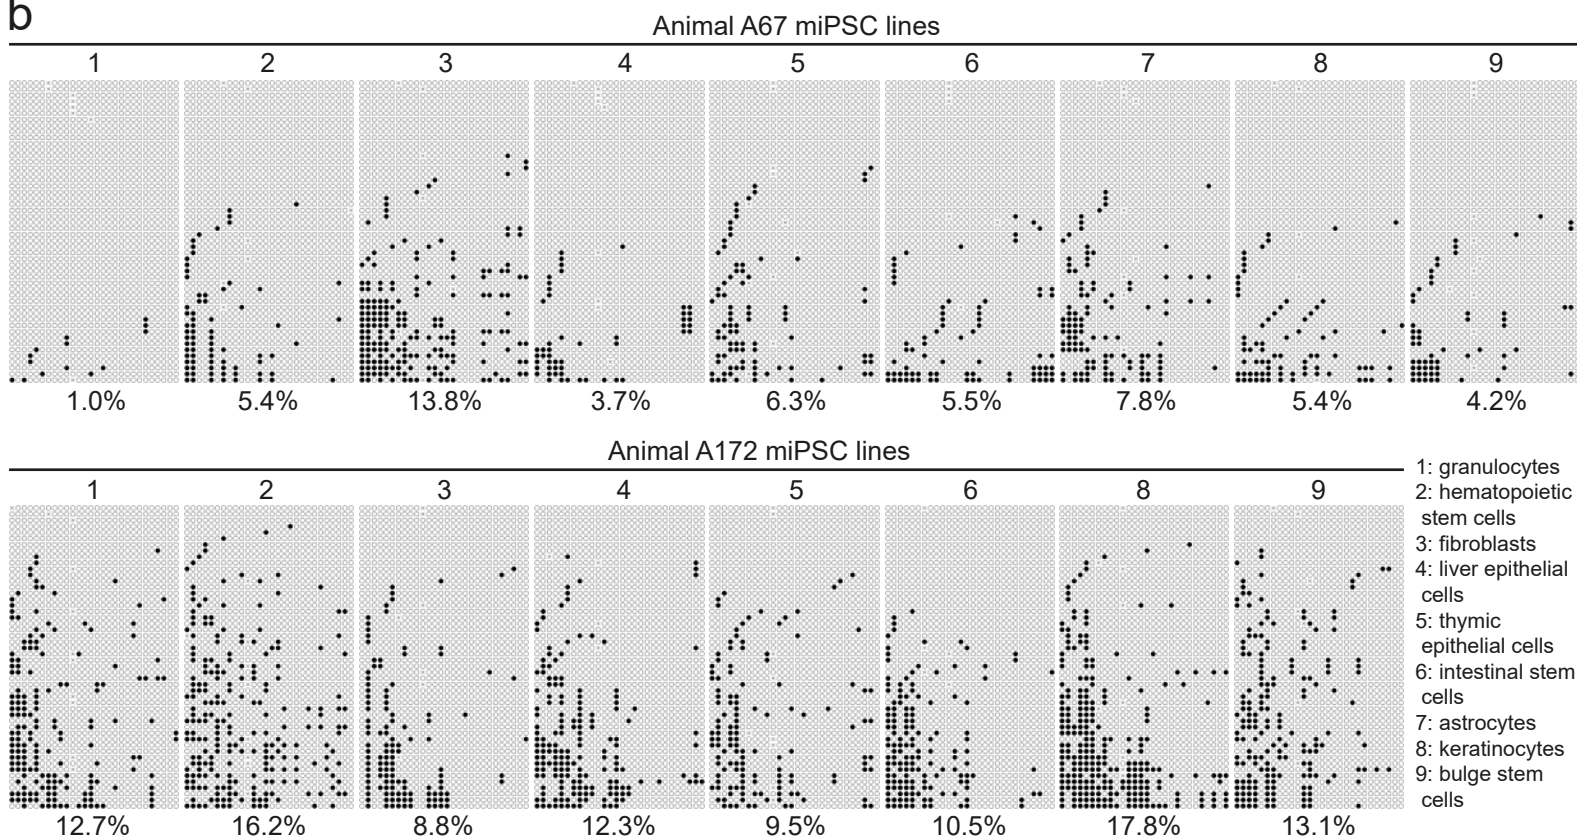 b
Animal A67 miPSC lines
1 2 3 4 5 6 7 8 9
1.0% 5.4% 13.8% 3.7% 6.3% 5.5% 7.8% 5.4% 4.2%
Animal A172 miPSC lines
1 2 3 4 5 6 8 9
12.7% 16.2% 8.8% 12.3% 9.5% 10.5% 17.8% 13.1%
1: granulocytes
2: hematopoietic
stem cells
3: fibroblasts
4: liver epithelial
cells
5: thymic
epithelial cells
6: intestinal stem
cells
7: astrocytes
8: keratinocytes
9: bulge stem
cells